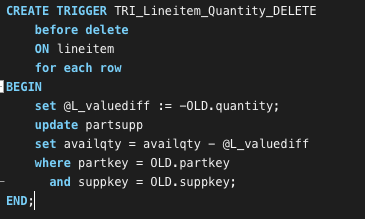 CREATE TRIGGER TRI_Lineitem_Quantity_DELETE
before delete
ON lineitem
for each row
BEGIN
set @L_valuediff := -OLD.quantity;
update partsupp
set availqty = availqty - @L_valuediff
where partkey = OLD.partkey
and suppkey = OLD.suppkey;
END;